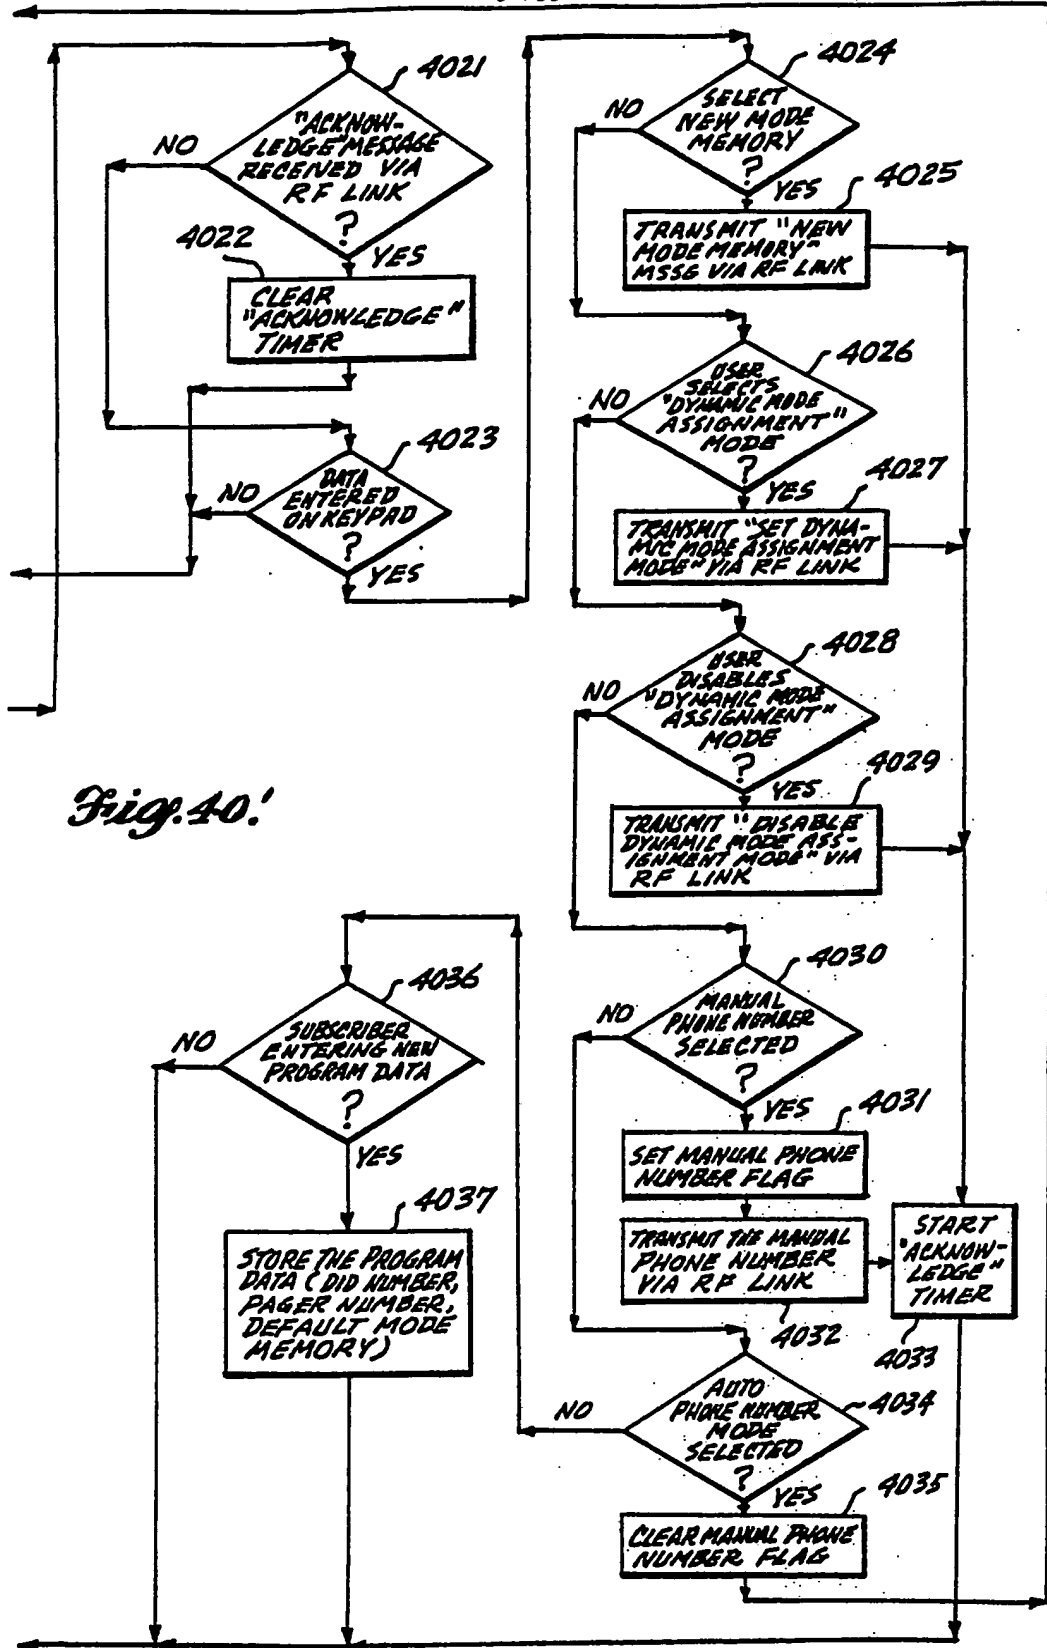 4021
"ACKNOW-
LEDGE" MESSAGE
RECEIVED VIA
RF LINK
?
NO
YES
4022
CLEAR
"ACKNOWLEDGE"
TIMER
4023
DATA
ENTERED
ON KEYPAD
?
NO
YES
4024
SELECT
NEW MODE
MEMORY
?
NO
YES
4025
TRANSMIT "NEW
MODE MEMORY"
MSSG VIA RF LINK
4026
USER
SELECTS
"DYNAMIC MODE
ASSIGNMENT"
MODE
?
NO
YES
4027
TRANSMIT "SET DYNA-
MIC MODE ASSIGNMENT
MODE" VIA RF LINK
4028
USER
DISABLES
"DYNAMIC MODE
ASSIGNMENT"
MODE
?
NO
YES
4029
TRANSMIT "DISABLE
DYNAMIC MODE ASS-
IGNMENT MODE" VIA
RF LINK
Fig. 40!
4030
MANUAL
PHONE NUMBER
SELECTED
?
NO
YES
4031
SET MANUAL PHONE
NUMBER FLAG
TRANSMIT THE MANUAL
PHONE NUMBER
VIA RF LINK
4032
START
"ACKNOW-
LEDGE"
TIMER
4033
AUTO
PHONE NUMBER
MODE
SELECTED
?
4034
NO
YES
4035
CLEAR MANUAL PHONE
NUMBER FLAG
4036
SUBSCRIBER
ENTERING NEW
PROGRAM DATA
?
NO
YES
4037
STORE THE PROGRAM
DATA (DID NUMBER,
PAGER NUMBER,
DEFAULT MODE
MEMORY)